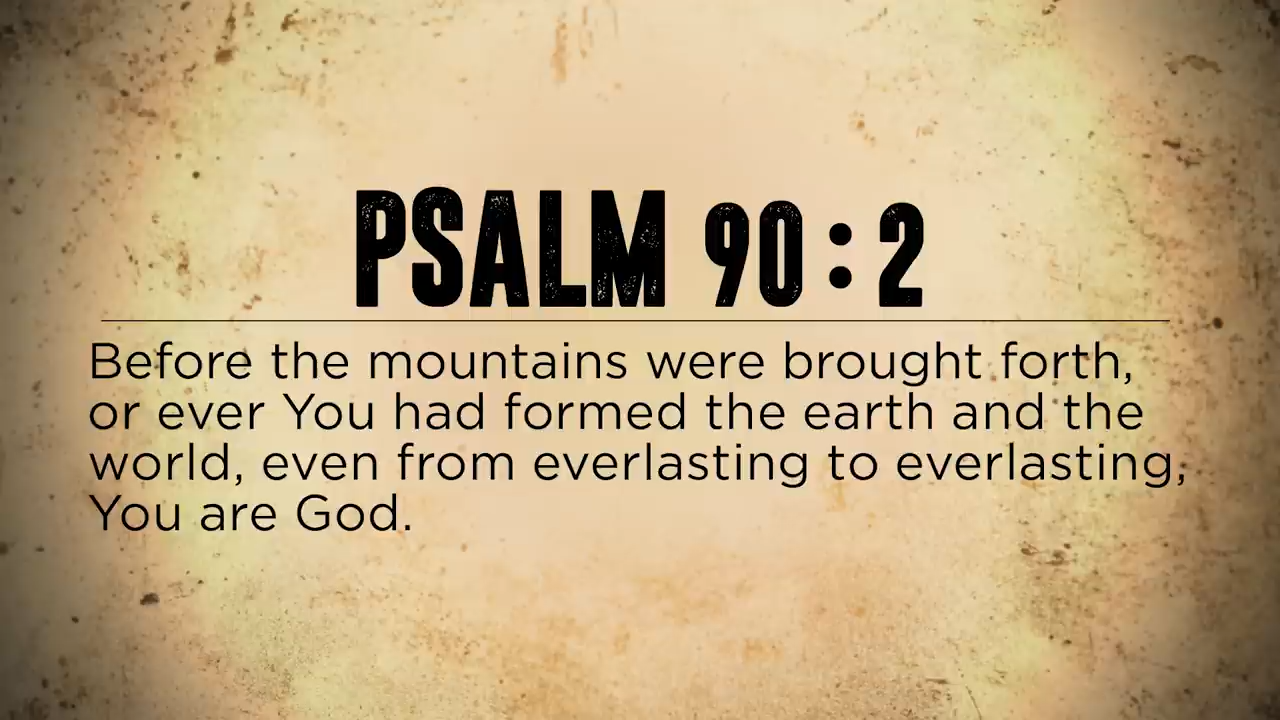 PSALM 90:2
Before the mountains were brought forth,
or ever You had formed the earth and the
world, even from everlasting to everlasting,
You are God.